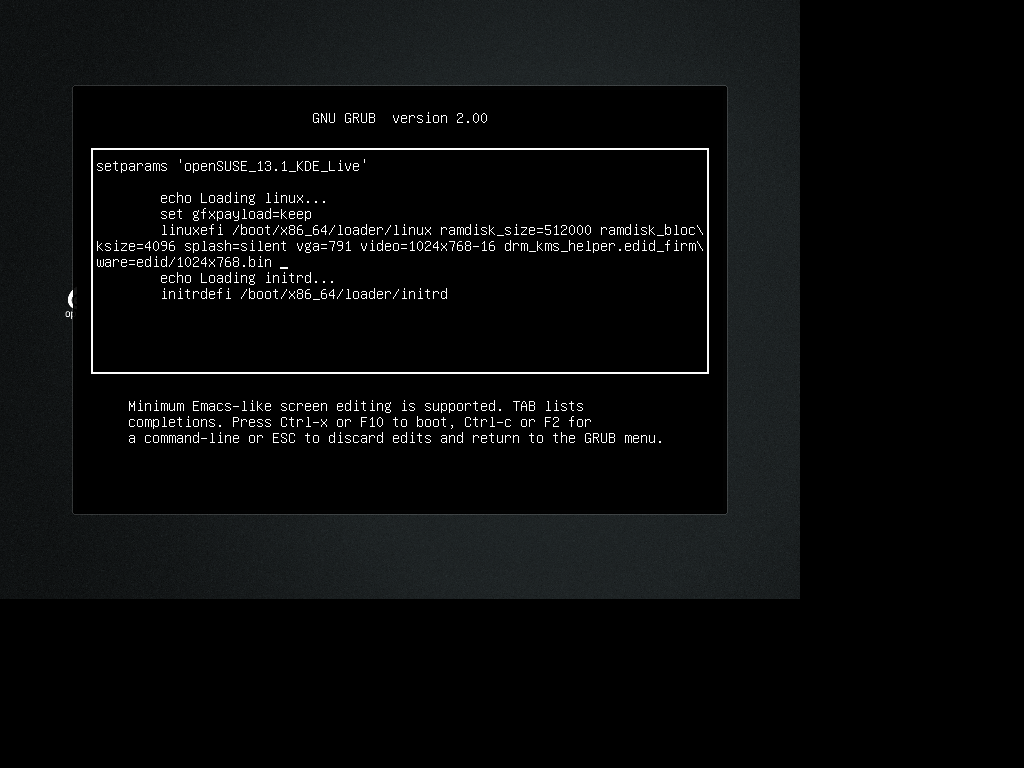 GNU GRUB  version 2.00
setparams 'openSUSE_13.1_KDE_Live'
echo Loading linux...
set gfxpayload=keep
linuxefi /boot/x86_64/loader/linux ramdisk_size=512000 ramdisk_bloc\
ksize=4096 splash=silent vga=791 video=1024x768-16 drm_kms_helper.edid_firm\
ware=edid/1024x768.bin _
echo Loading initrd...
initrdefi /boot/x86_64/loader/initrd
op
Minimum Emacs-like screen editing is supported. TAB lists
completions. Press Ctrl-x or F10 to boot, Ctrl-c or F2 for
a command-line or ESC to discard edits and return to the GRUB menu.